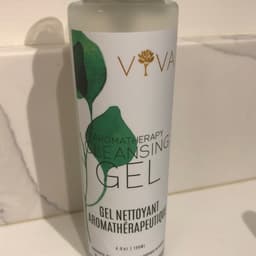 VIVA
AROMATHERAPY
CLEANSING
GEL
GEL NETTOYANT
AROMATHÉRAPEUTIQUE